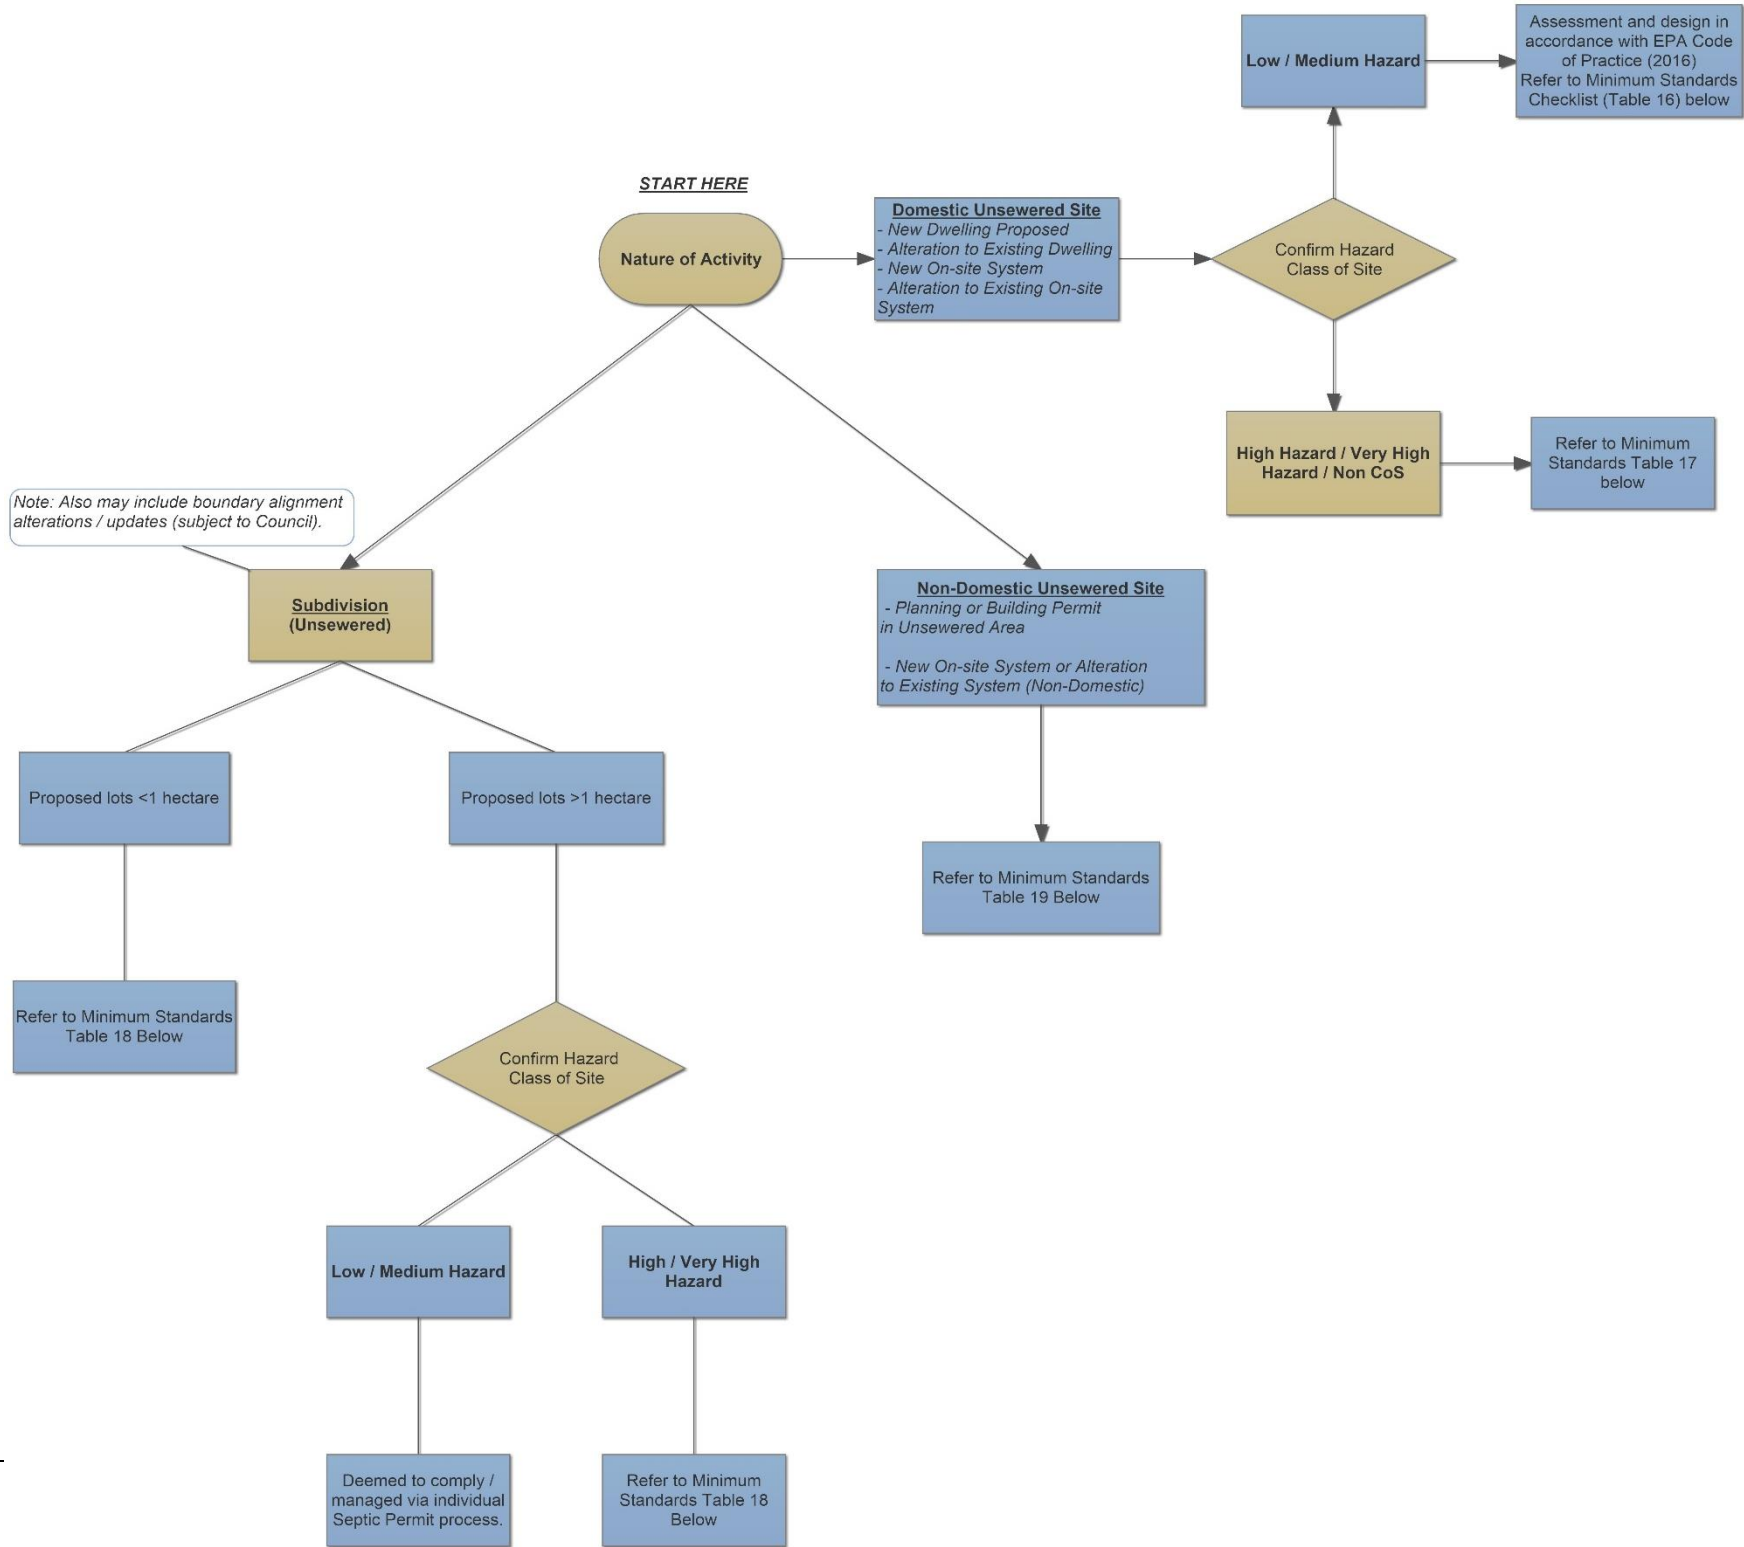 Low / Medium Hazard
Assessment and design in
accordance with EPA Code
of Practice (2016)
Refer to Minimum Standards
Checklist (Table 16) below
START HERE
Nature of Activity
Domestic Unsewered Site
- New Dwelling Proposed
- Alteration to Existing Dwelling
- New On-site System
- Alteration to Existing On-site
System
Confirm Hazard
Class of Site
High Hazard / Very High
Hazard / Non CoS
Refer to Minimum
Standards Table 17
below
Note: Also may include boundary alignment
alterations / updates (subject to Council).
Subdivision
(Unsewered)
Non-Domestic Unsewered Site
- Planning or Building Permit
in Unsewered Area
- New On-site System or Alteration
to Existing System (Non-Domestic)
Proposed lots <1 hectare
Proposed lots >1 hectare
Refer to Minimum Standards
Table 19 Below
Refer to Minimum Standards
Table 18 Below
Confirm Hazard
Class of Site
Low / Medium Hazard
High / Very High
Hazard
Deemed to comply /
managed via individual
Septic Permit process.
Refer to Minimum
Standards Table 18
Below